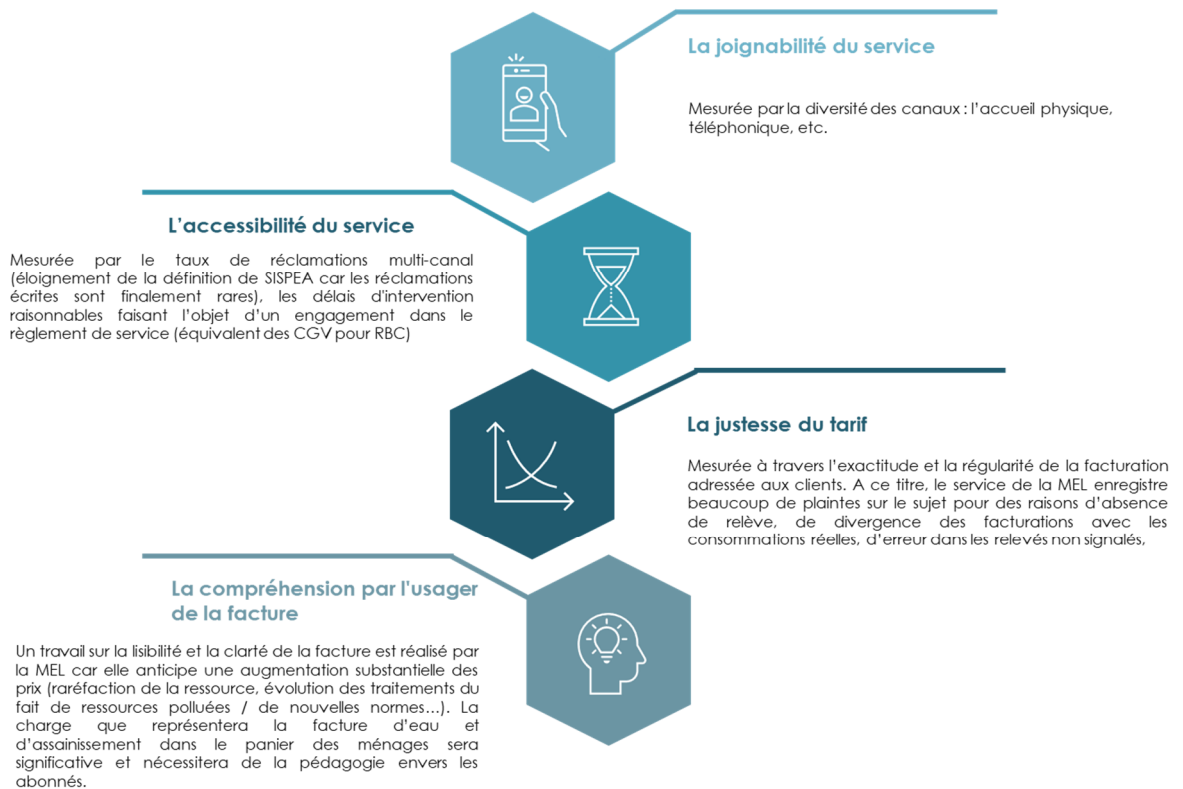 La joignabilité du service
Mesurée par la diversité des canaux : l'accueil physique,
téléphonique, etc.
L'accessibilité du service
Mesurée par le taux de réclamations multi-canal
(éloignement de la définition de SISPEA car les réclamations
écrites sont finalement rares), les délais d'intervention
raisonnables faisant l'objet d'un engagement dans le
règlement de service (équivalent des CGV pour RBC)
La justesse du tarif
Mesurée à travers l'exactitude et la régularité de la facturation
adressée aux clients. A ce titre, le service de la MEL enregistre
beaucoup de plaintes sur le sujet pour des raisons d'absence
de relève, de divergence des facturations avec les
consommations réelles, d'erreur dans les relevés non signalés,
La compréhension par l'usager
de la facture
Un travail sur la lisibilité et la clarté de la facture est réalisé par
la MEL car elle anticipe une augmentation substantielle des
prix (raréfaction de la ressource, évolution des traitements du
fait de ressources polluées / de nouvelles normes...). La
charge que représentera la facture d'eau et
d'assainissement dans le panier des ménages sera
significative et nécessitera de la pédagogie envers les
abonnés.